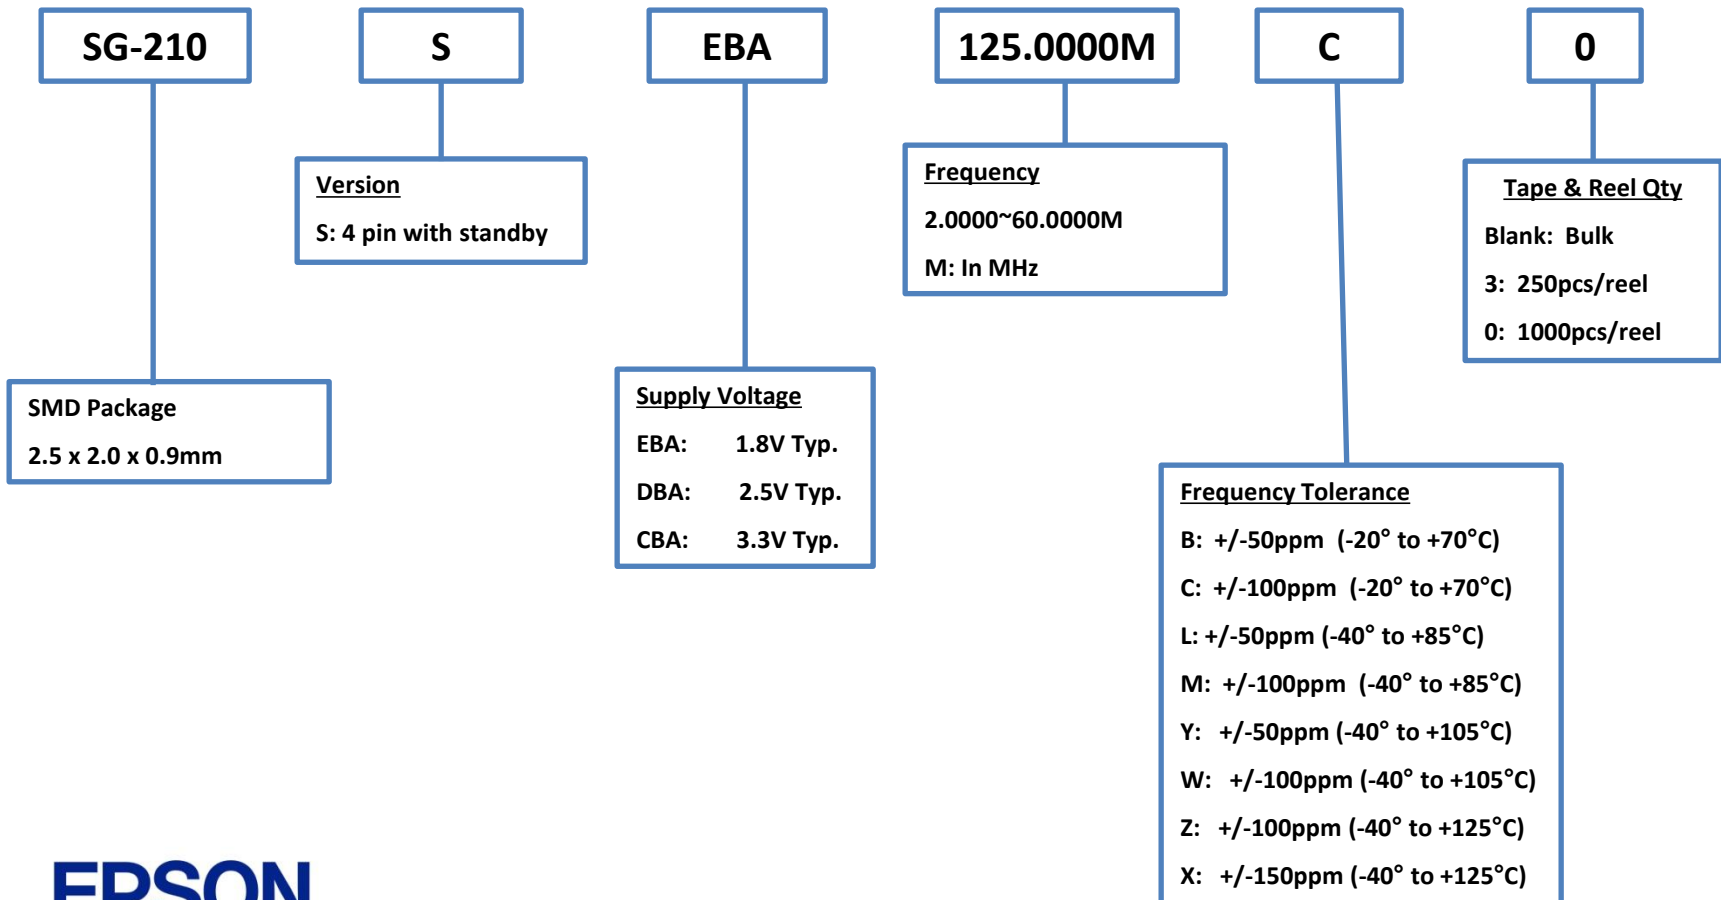 SG-210 S EBA 125.0000M C 0
Version
S: 4 pin with standby
Frequency
2.0000~60.0000M
M: In MHz
Tape & Reel Qty
Blank: Bulk
3: 250pcs/reel
0: 1000pcs/reel
SMD Package
2.5 x 2.0 x 0.9mm
Supply Voltage
EBA: 1.8V Typ.
DBA: 2.5V Typ.
CBA: 3.3V Typ.
Frequency Tolerance
B: +/-50ppm (-20° to +70°C)
C: +/-100ppm (-20° to +70°C)
L: +/-50ppm (-40° to +85°C)
M: +/-100ppm (-40° to +85°C)
Y: +/-50ppm (-40° to +105°C)
W: +/-100ppm (-40° to +105°C)
Z: +/-100ppm (-40° to +125°C)
X: +/-150ppm (-40° to +125°C)
EPSON